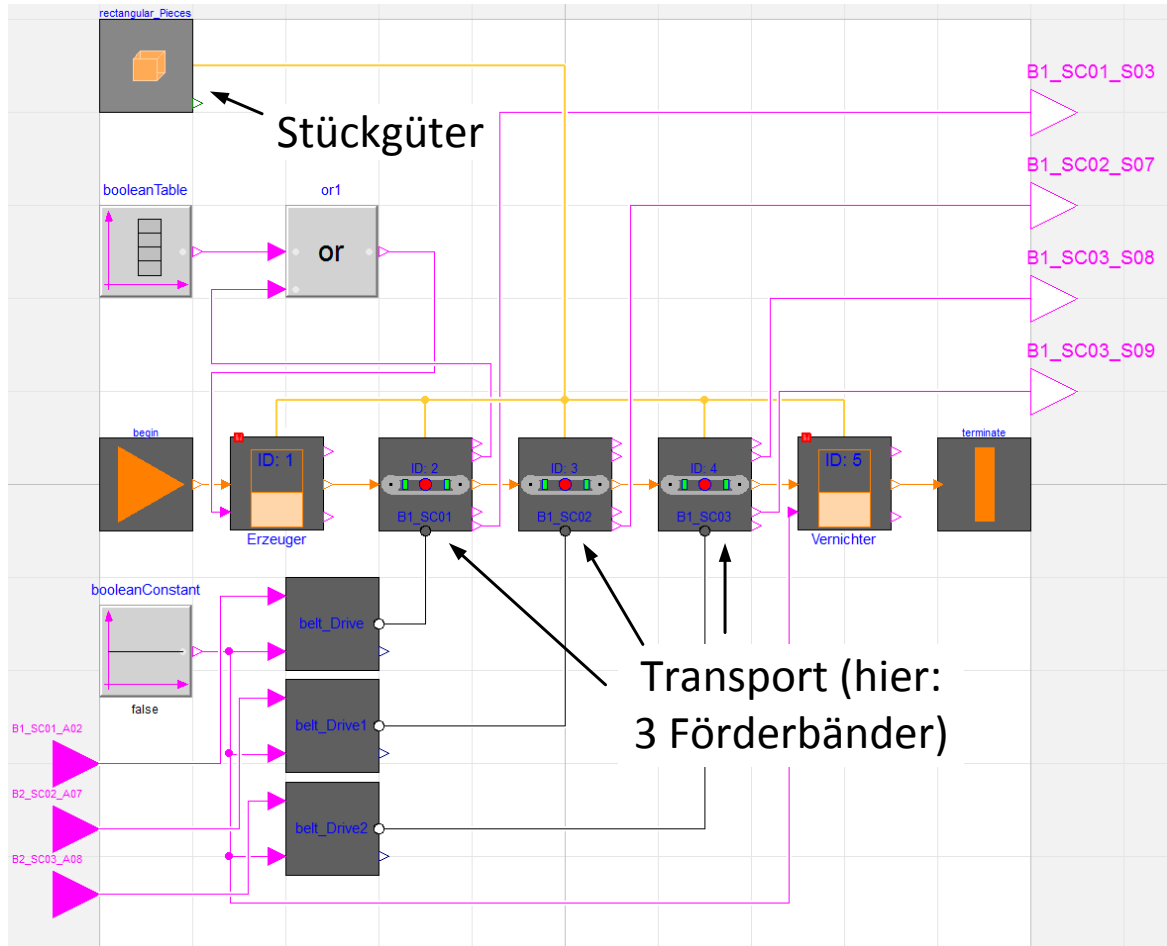 rectangular_Pieces
B1_SC01_S03
Stückgüter
B1_SC02_S07
booleanTable
or1
or
B1_SC03_S08
B1_SC03_S09
begin
terminate
ID: 1
ID: 2
ID: 3
ID: 4
ID: 5
B1_SC01
B1_SC02
B1_SC03
Erzeuger
Vernichter
booleanConstant
false
belt_Drive
Transport (hier:
3 Förderbänder)
belt_Drive1
B1_SC01_A02
B2_SC02_A07
belt_Drive2
B2_SC03_A08